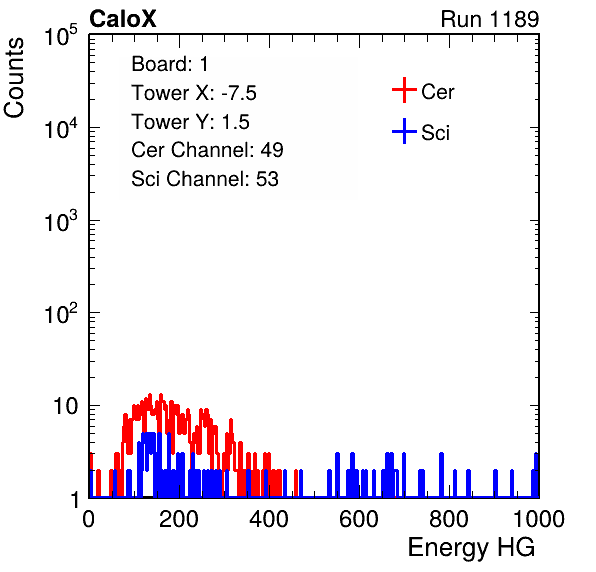 CaloX Run 1189
Counts
10^5
10^4
10^3
10^2
10
1
Board: 1
Tower X: -7.5
Tower Y: 1.5
Cer Channel: 49
Sci Channel: 53
Cer
Sci
0 200 400 600 800 1000
Energy HG